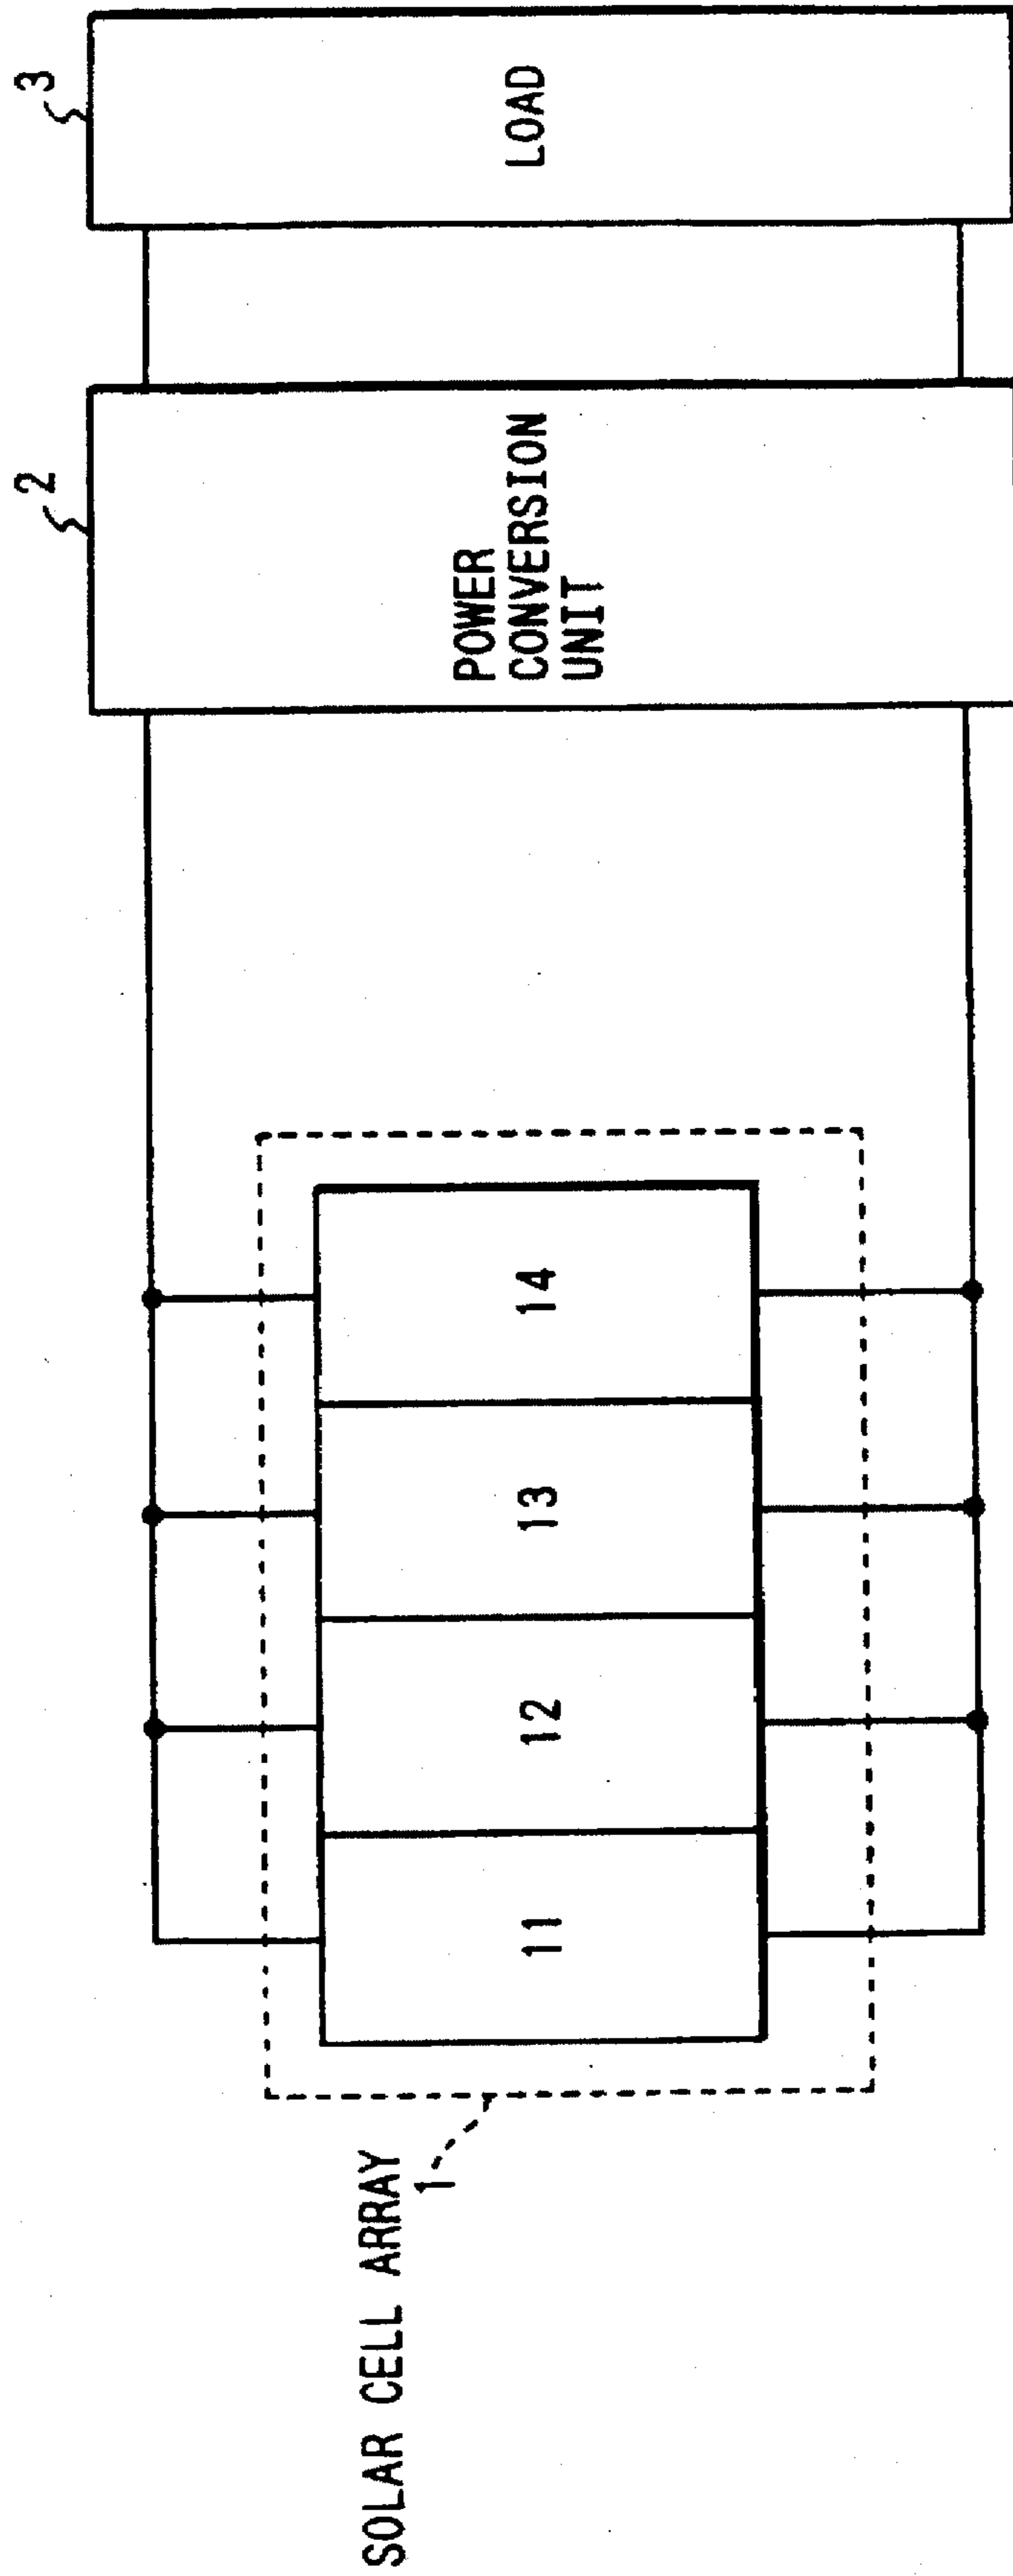 SOLAR CELL ARRAY
1
11
12
13
14
2
POWER
CONVERSION
UNIT
3
LOAD